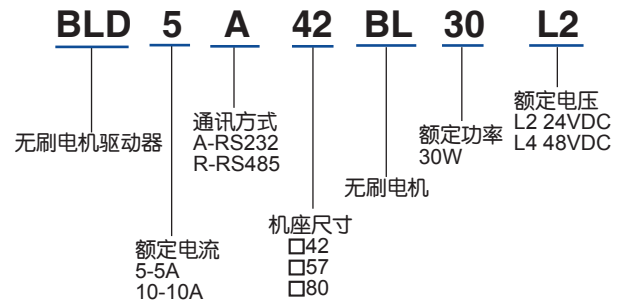 BLD 5 A 42 BL 30 L2
无刷电机驱动器
额定电流
5-5A
10-10A
通讯方式
A-RS232
R-RS485
机座尺寸
□42
□57
□80
无刷电机
额定功率
30W
额定电压
L2 24VDC
L4 48VDC